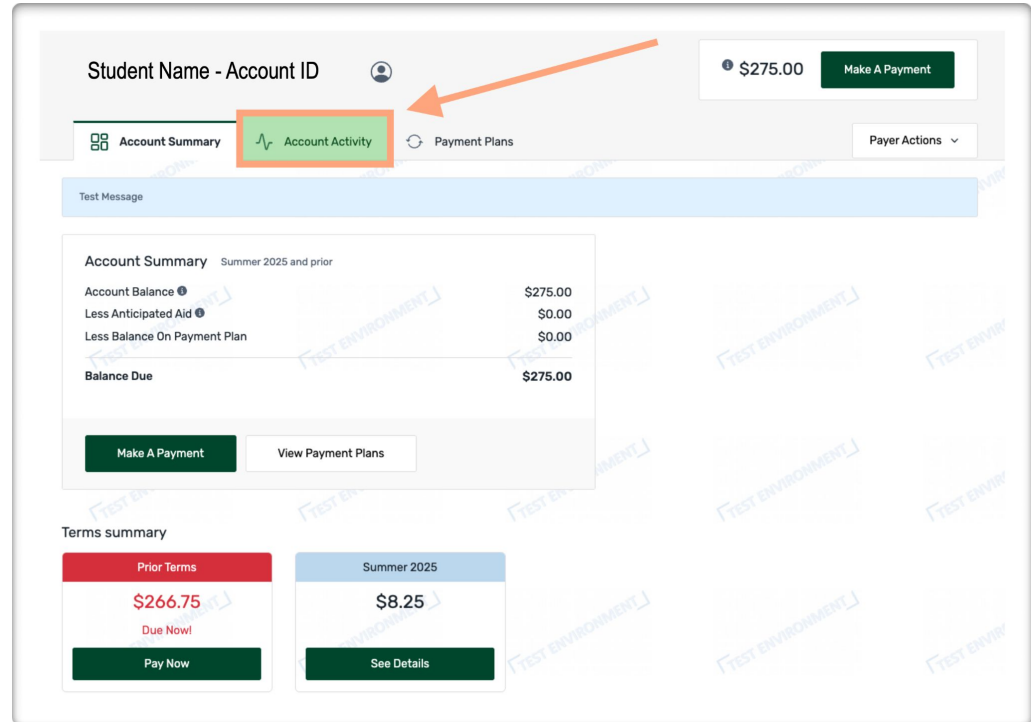 Student Name - Account ID
$275.00
Make A Payment
Account Summary
Account Activity
Payment Plans
Payer Actions
Test Message
Account Summary Summer 2025 and prior
Account Balance $275.00
Less Anticipated Aid $0.00
Less Balance On Payment Plan $0.00
Balance Due $275.00
Make A Payment View Payment Plans
Terms summary
Prior Terms
$266.75
Due Now!
Pay Now
Summer 2025
$8.25
See Details
TEST ENVIRONMENT